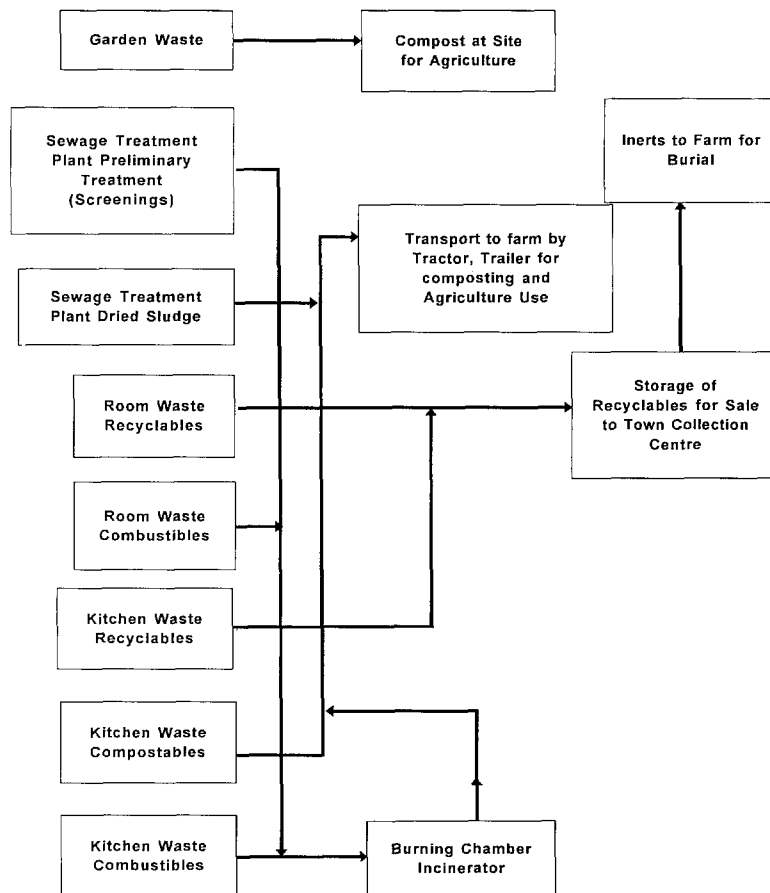 Garden Waste
Compost at Site
for Agriculture
Sewage Treatment
Plant Preliminary
Treatment
(Screenings)
Inerts to Farm for
Burial
Transport to farm by
Tractor, Trailer for
composting and
Agriculture Use
Sewage Treatment
Plant Dried Sludge
Room Waste
Recyclables
Storage of
Recyclables for Sale
to Town Collection
Centre
Room Waste
Combustibles
Kitchen Waste
Recyclables
Kitchen Waste
Compostables
Kitchen Waste
Combustibles
Burning Chamber
Incinerator